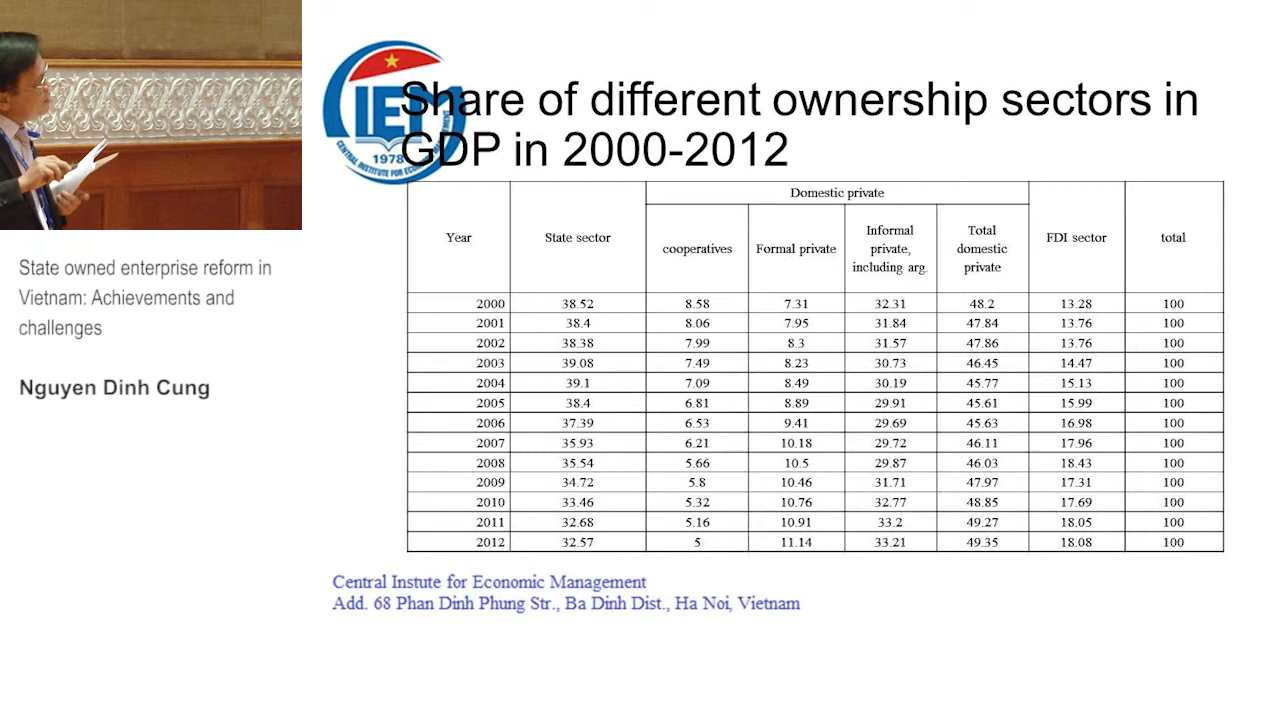 IEM
1978
CENTRAL INSTITUTE FOR ECONOMIC MANAGEMENT
Share of different ownership sectors in
GDP in 2000-2012
State owned enterprise reform in
Vietnam: Achievements and
challenges
Nguyen Dinh Cung
Domestic private
Year State sector cooperatives Formal private Informal private, including arg. Total domestic private FDI sector total
2000 38.52 8.58 7.31 32.31 48.2 13.28 100
2001 38.4 8.06 7.95 31.84 47.84 13.76 100
2002 38.38 7.99 8.3 31.57 47.86 13.76 100
2003 39.08 7.49 8.23 30.73 46.45 14.47 100
2004 39.1 7.09 8.49 30.19 45.77 15.13 100
2005 38.4 6.81 8.89 29.91 45.61 15.99 100
2006 37.39 6.53 9.41 29.69 45.63 16.98 100
2007 35.93 6.21 10.18 29.72 46.11 17.96 100
2008 35.54 5.66 10.5 29.87 46.03 18.43 100
2009 34.72 5.8 10.46 31.71 47.97 17.31 100
2010 33.46 5.32 10.76 32.77 48.85 17.69 100
2011 32.68 5.16 10.91 33.2 49.27 18.05 100
2012 32.57 5 11.14 33.21 49.35 18.08 100
Central Instute for Economic Management
Add. 68 Phan Dinh Phung Str., Ba Dinh Dist., Ha Noi, Vietnam